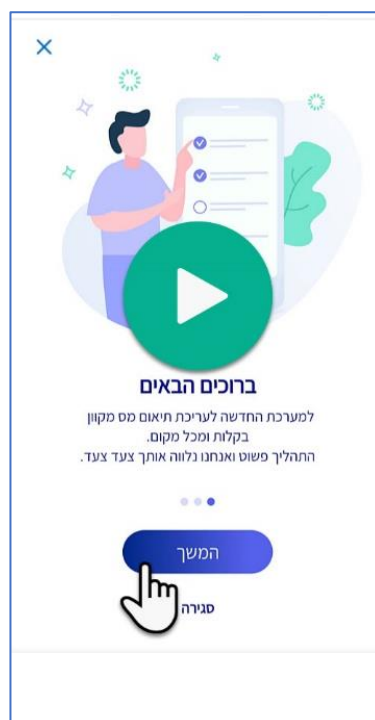 ברוכים הבאים
למערכת החדשה לעריכת תיאום מס מקוון
בקלות ומכל מקום.
התהליך פשוט ואנחנו נלווה אותך צעד צעד.
המשך
סגירה